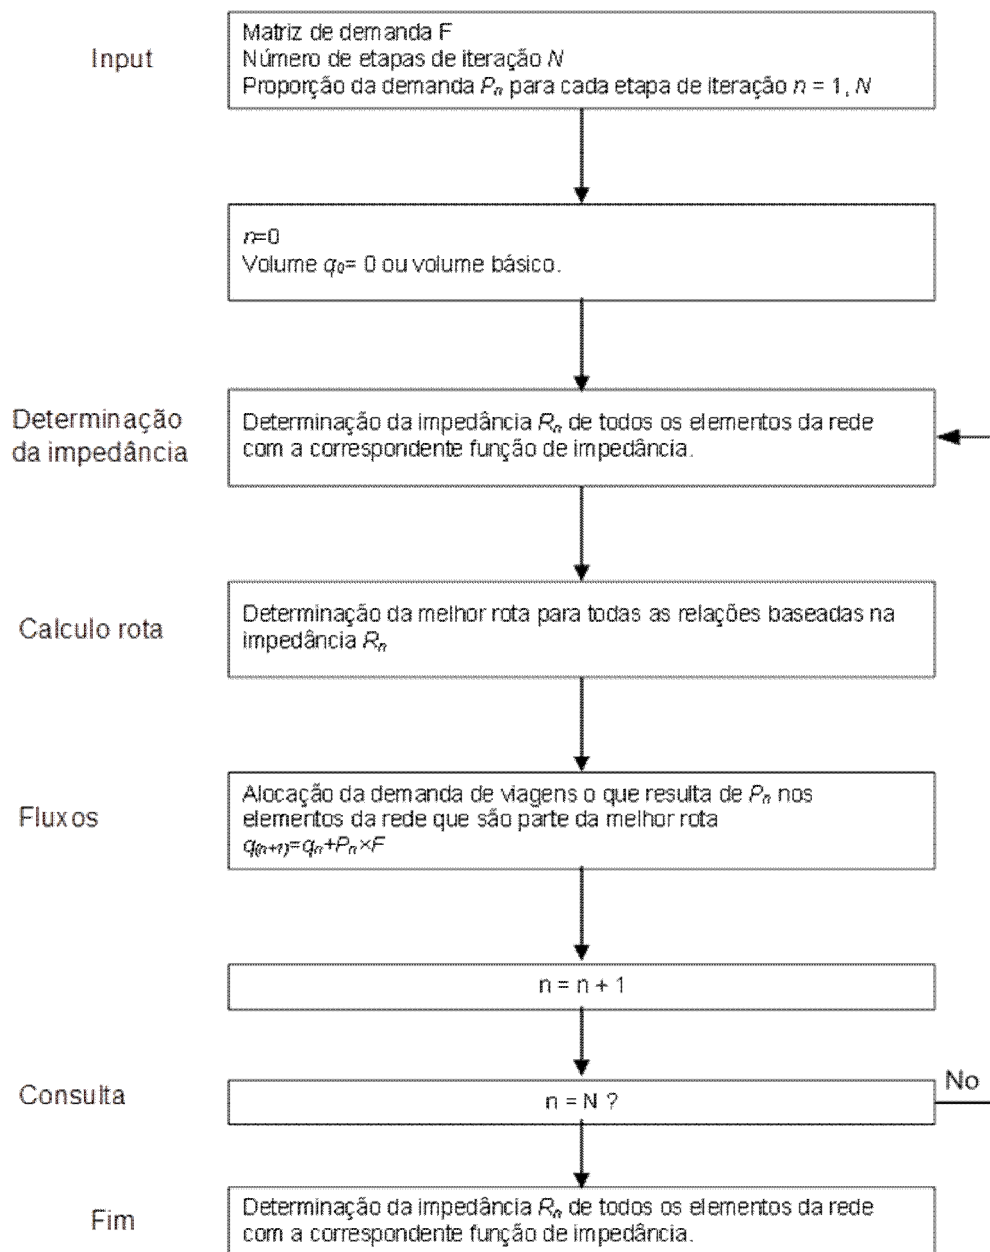 Input
Matriz de demanda F
Número de etapas de iteração N
Proporção da demanda Pn para cada etapa de iteração n = 1, N
n=0
Volume q0= 0 ou volume básico.
Determinação
da impedância
Determinação da impedância Rn de todos os elementos da rede
com a correspondente função de impedância.
Calculo rota
Determinação da melhor rota para todas as relações baseadas na
impedância Rn
Fluxos
Alocação da demanda de viagens o que resulta de Pn nos
elementos da rede que são parte da melhor rota
q(n+1)=qn+Pn×F
n = n + 1
Consulta
n = N ?
No
Fim
Determinação da impedância Rn de todos os elementos da rede
com a correspondente função de impedância.